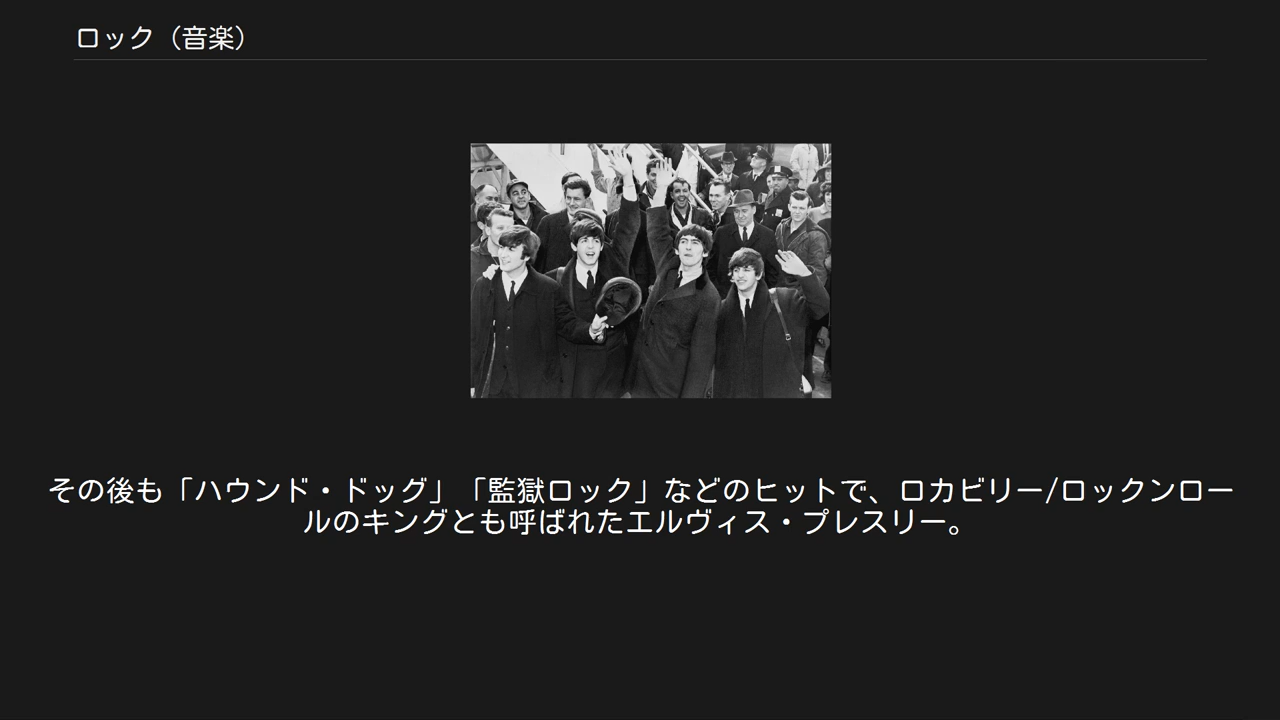 ロック（音楽）
その後も「ハウンド・ドッグ」「監獄ロック」などのヒットで、ロカビリー/ロックンロー
ルのキングとも呼ばれたエルヴィス・プレスリー。